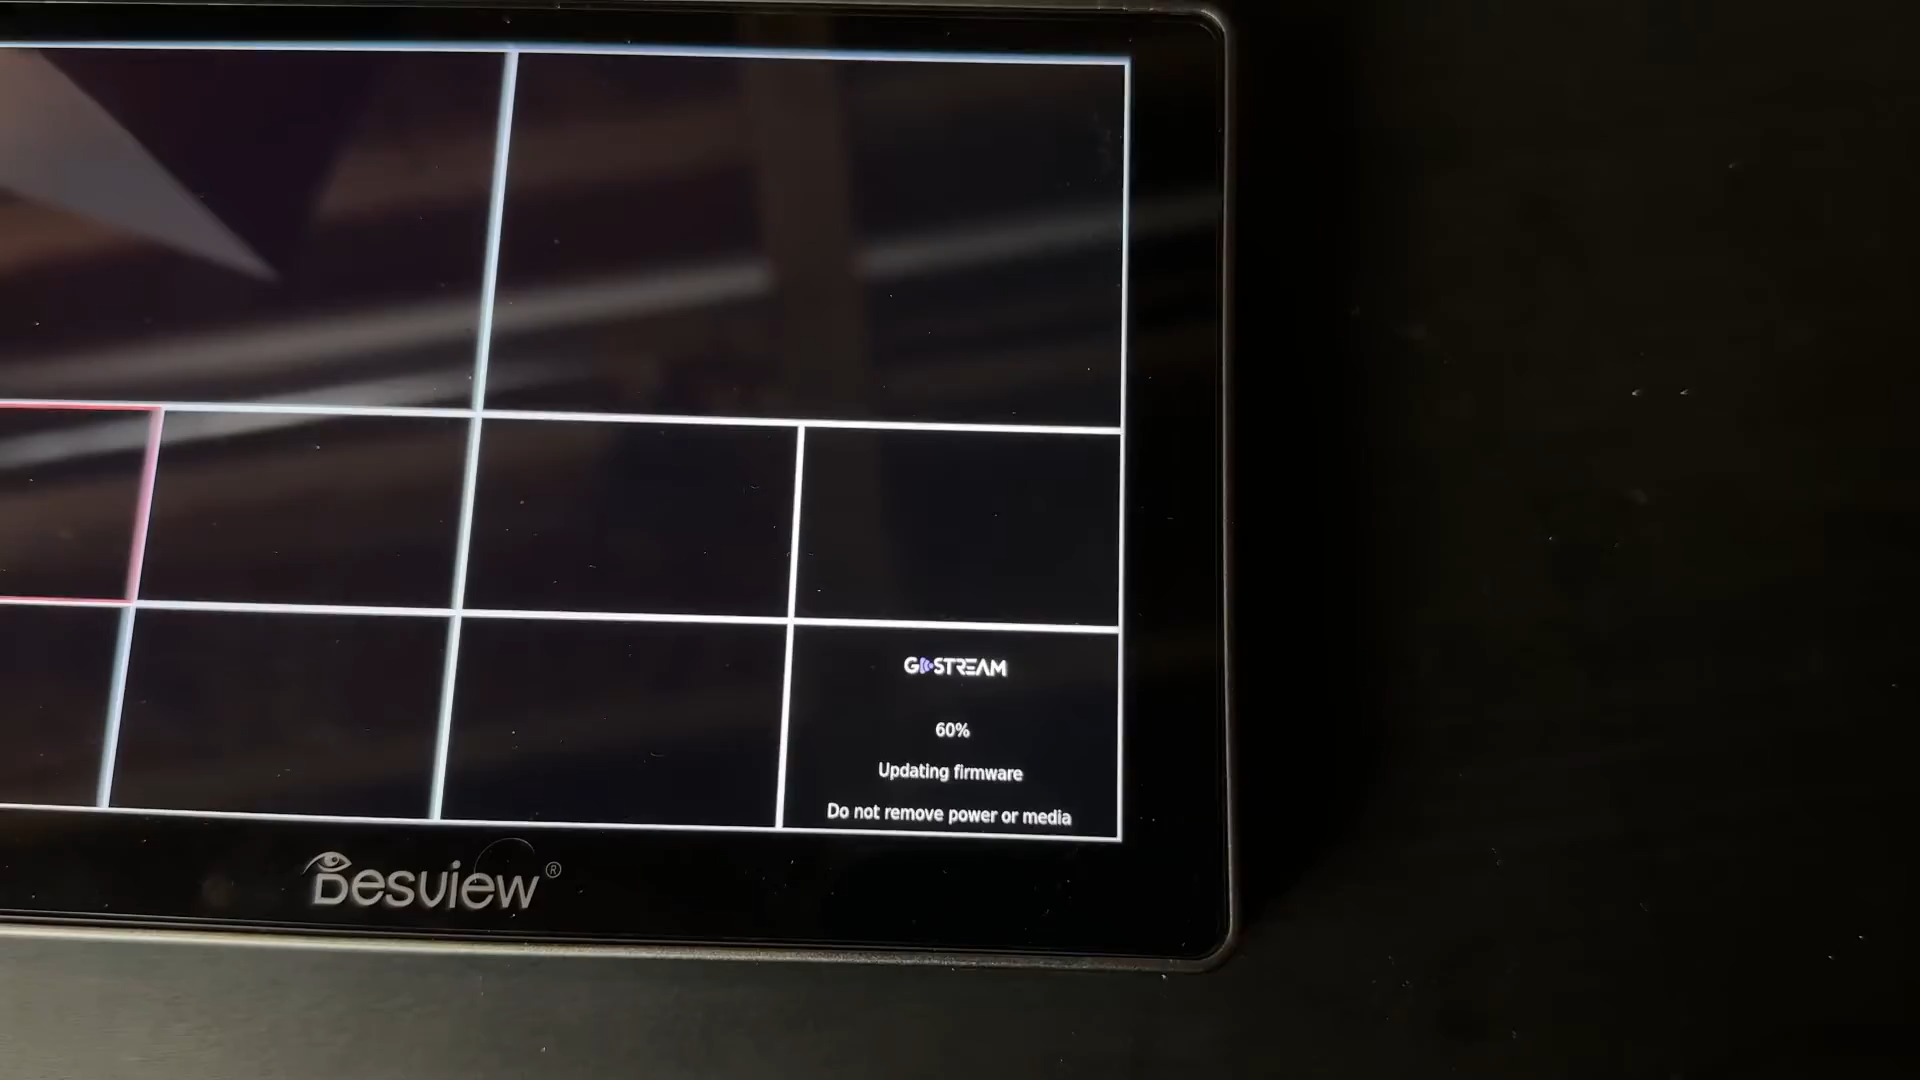 GOSTREAM
60%
Updating firmware
Do not remove power or media
Desview®